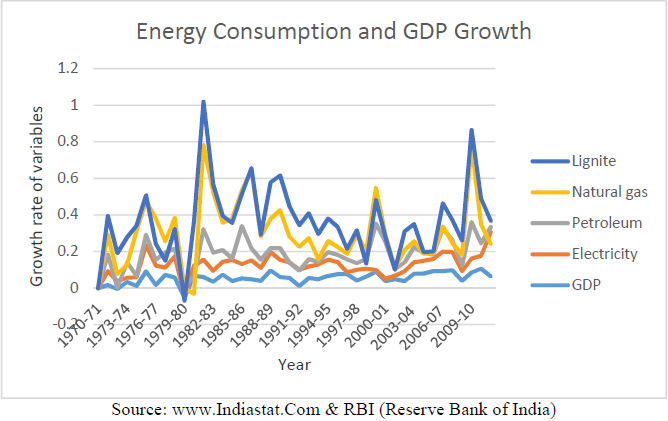 Energy Consumption and GDP Growth
1.2
1
0.8
0.6
0.4
0.2
0
-0.2
Growth rate of variables
1970-71
1973-74
1976-77
1979-80
1982-83
1985-86
1988-89
1991-92
1994-95
1997-98
2000-01
2003-04
2006-07
2009-10
Year
Lignite
Natural gas
Petroleum
Electricity
GDP
Source: www.Indiastat.Com & RBI (Reserve Bank of India)